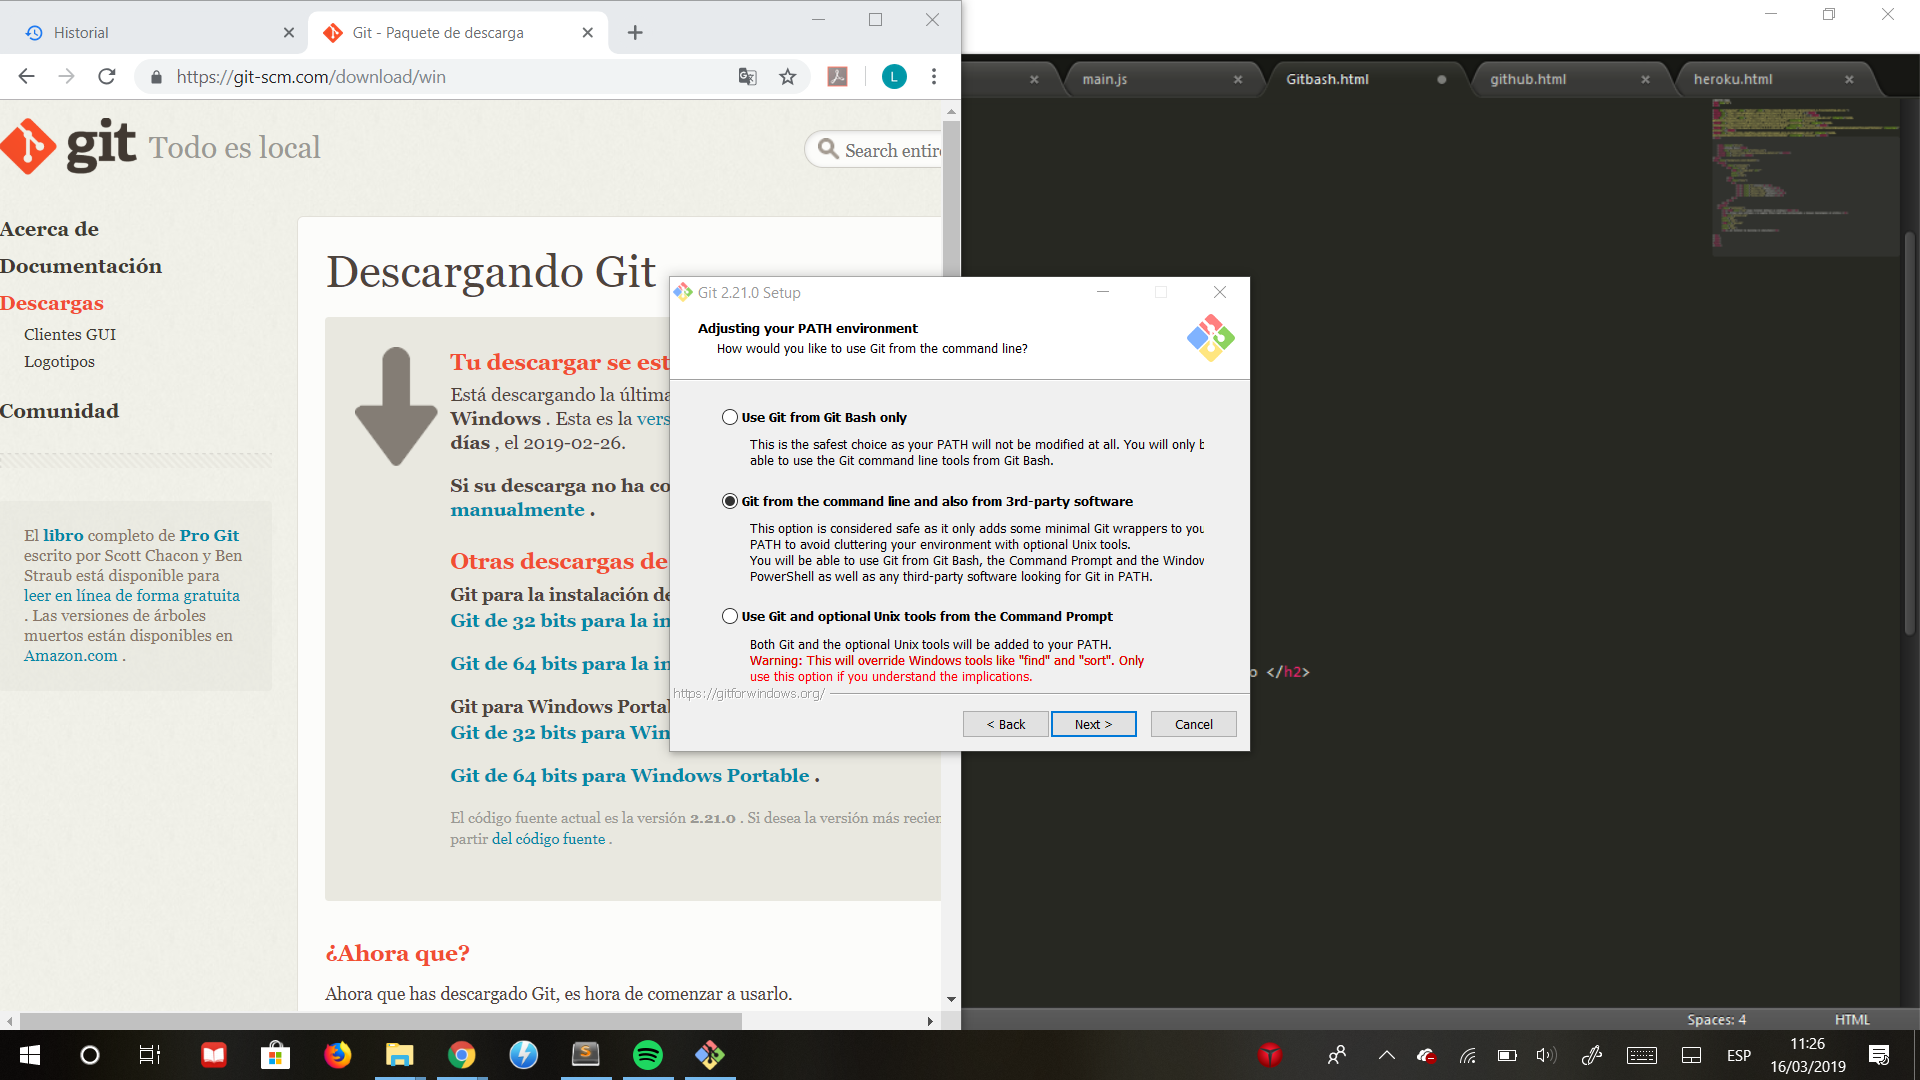 Historial
Git - Paquete de descarga
https://git-scm.com/download/win
L
main.js
Gitbash.html
github.html
heroku.html
git Todo es local
Search entire
Acerca de
Documentación
Descargas
Clientes GUI
Logotipos
Comunidad
El libro completo de Pro Git
escrito por Scott Chacon y Ben
Straub está disponible para
leer en línea de forma gratuita
. Las versiones de árboles
muertos están disponibles en
Amazon.com .
Descargando Git
Tu descargar se est
Está descargando la última
Windows . Esta es la vers
días , el 2019-02-26.
Si su descarga no ha co
manualmente .
Otras descargas de
Git para la instalación de
Git de 32 bits para la in
Git de 64 bits para la in
Git para Windows Portal
Git de 32 bits para Win
Git de 64 bits para Windows Portable .
El código fuente actual es la versión 2.21.0 . Si desea la versión más recien
partir del código fuente .
¿Ahora que?
Ahora que has descargado Git, es hora de comenzar a usarlo.
Git 2.21.0 Setup
Adjusting your PATH environment
How would you like to use Git from the command line?
Use Git from Git Bash only
This is the safest choice as your PATH will not be modified at all. You will only b
able to use the Git command line tools from Git Bash.
Git from the command line and also from 3rd-party software
This option is considered safe as it only adds some minimal Git wrappers to you
PATH to avoid cluttering your environment with optional Unix tools.
You will be able to use Git from Git Bash, the Command Prompt and the Window
PowerShell as well as any third-party software looking for Git in PATH.
Use Git and optional Unix tools from the Command Prompt
Both Git and the optional Unix tools will be added to your PATH.
Warning: This will override Windows tools like "find" and "sort". Only
use this option if you understand the implications.
https://gitforwindows.org/
< Back
Next >
Cancel
o </h2>
Spaces: 4
HTML
ESP
11:26
16/03/2019